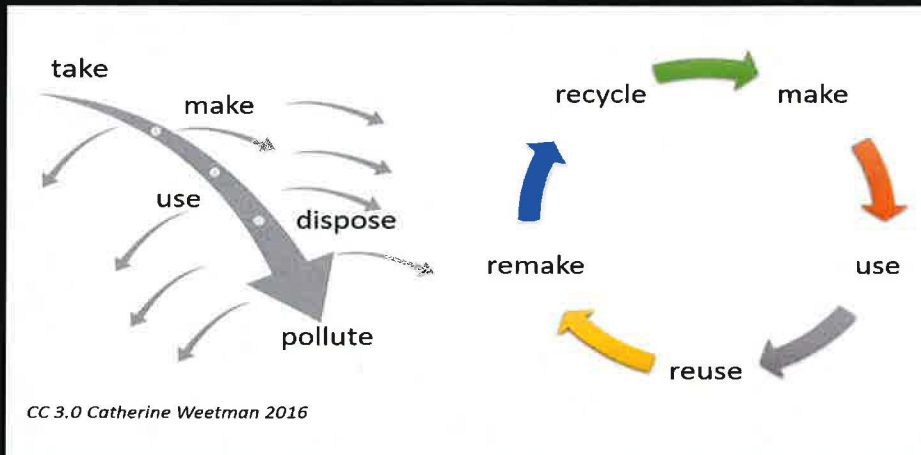 take
make
use
dispose
pollute
recycle
make
use
reuse
remake
CC 3.0 Catherine Weetman 2016